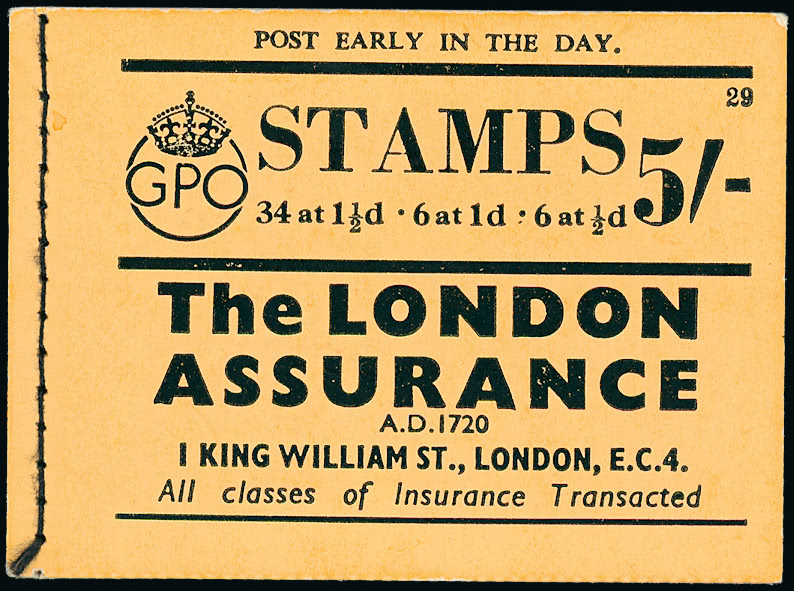 POST EARLY IN THE DAY.
29
GPO
STAMPS 5/-
34 at 1½d · 6 at 1d : 6 at ½d
The LONDON
ASSURANCE
A.D.1720
1 KING WILLIAM ST., LONDON, E.C.4.
All classes of Insurance Transacted